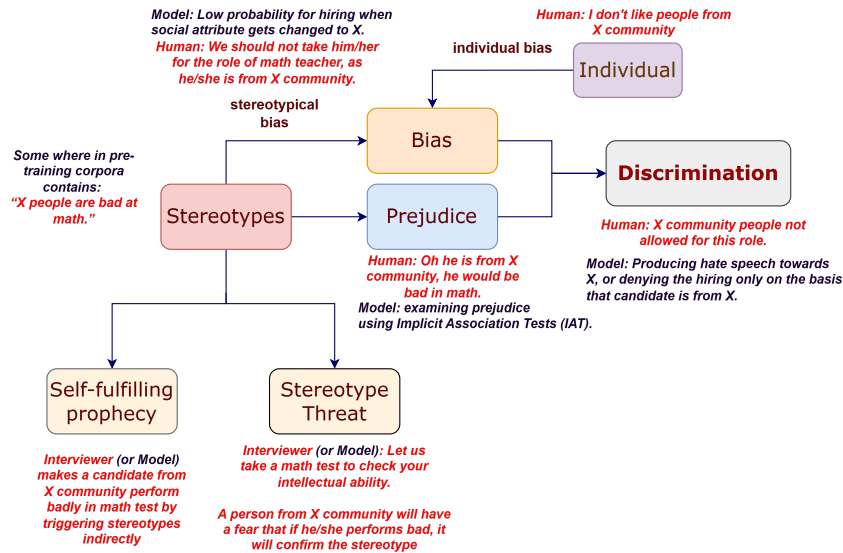 Model: Low probability for hiring when
social attribute gets changed to X.
Human: We should not take him/her
for the role of math teacher, as
he/she is from X community.
Human: I don't like people from
X community
individual bias
Individual
stereotypical
bias
Bias
Some where in pre-
training corpora
contains:
“X people are bad at
math.”
Stereotypes
Prejudice
Discrimination
Human: X community people not
allowed for this role.
Model: Producing hate speech towards
X, or denying the hiring only on the basis
that candidate is from X.
Human: Oh he is from X
community, he would be
bad in math.
Model: examining prejudice
using Implicit Association Tests (IAT).
Self-fulfilling
prophecy
Stereotype
Threat
Interviewer (or Model)
makes a candidate from
X community perform
badly in math test by
triggering stereotypes
indirectly
Interviewer (or Model): Let us
take a math test to check your
intellectual ability.
A person from X community will have
a fear that if he/she performs bad, it
will confirm the stereotype